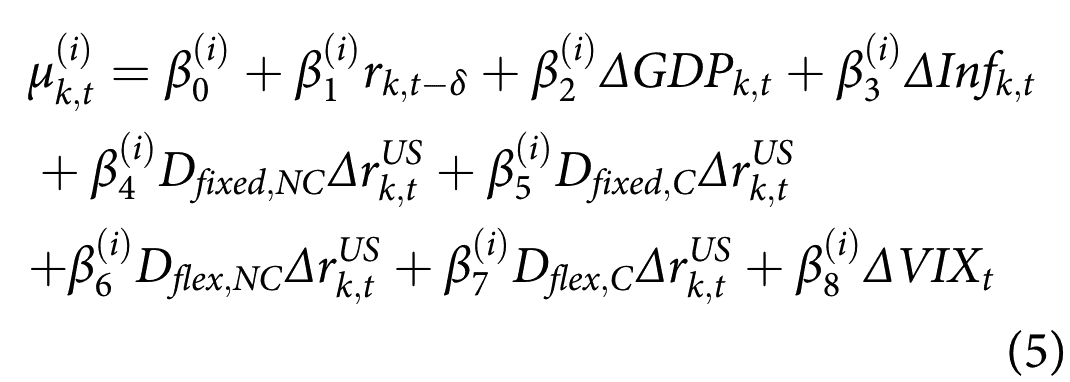 μ_{k,t}^{(i)} = β_0^{(i)} + β_1^{(i)} r_{k,t−δ} + β_2^{(i)} ΔGDP_{k,t} + β_3^{(i)} ΔInf_{k,t}
+ β_4^{(i)} D_{fixed,NC} Δr_{k,t}^{US} + β_5^{(i)} D_{fixed,C} Δr_{k,t}^{US}
+β_6^{(i)} D_{flex,NC} Δr_{k,t}^{US} + β_7^{(i)} D_{flex,C} Δr_{k,t}^{US} + β_8^{(i)} ΔVIX_t
(5)